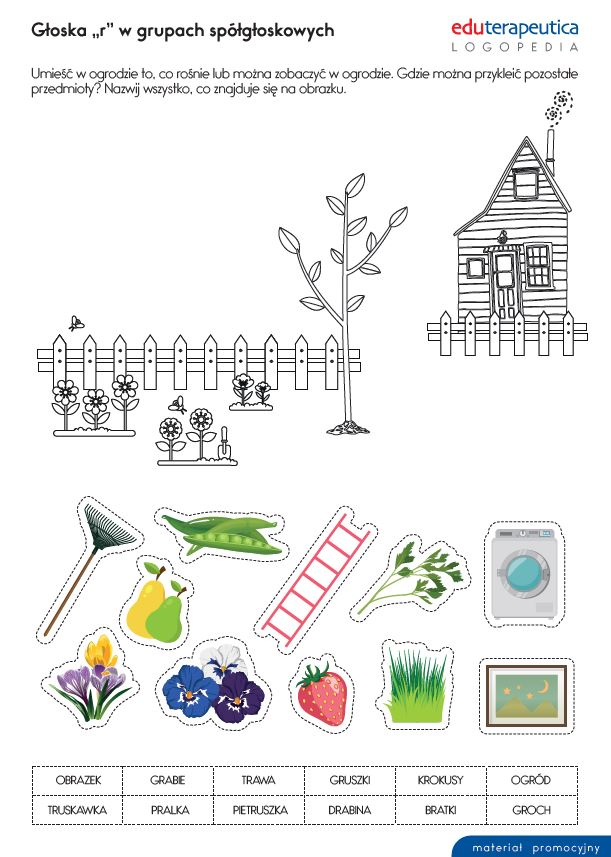 Głoska „r” w grupach spółgłoskowych
eduterapeutica
LOGOPEDIA
Umieść w ogrodzie to, co rośnie lub można zobaczyć w ogrodzie. Gdzie można przykleić pozostałe
przedmioty? Nazwij wszystko, co znajduje się na obrazku.
OBRAZEK GRABIE TRAWA GRUSZKI KROKUSY OGRÓD
TRUSKAWKA PRALKA PIETRUSZKA DRABINA BRATKI GROCH
materiał promocyjny